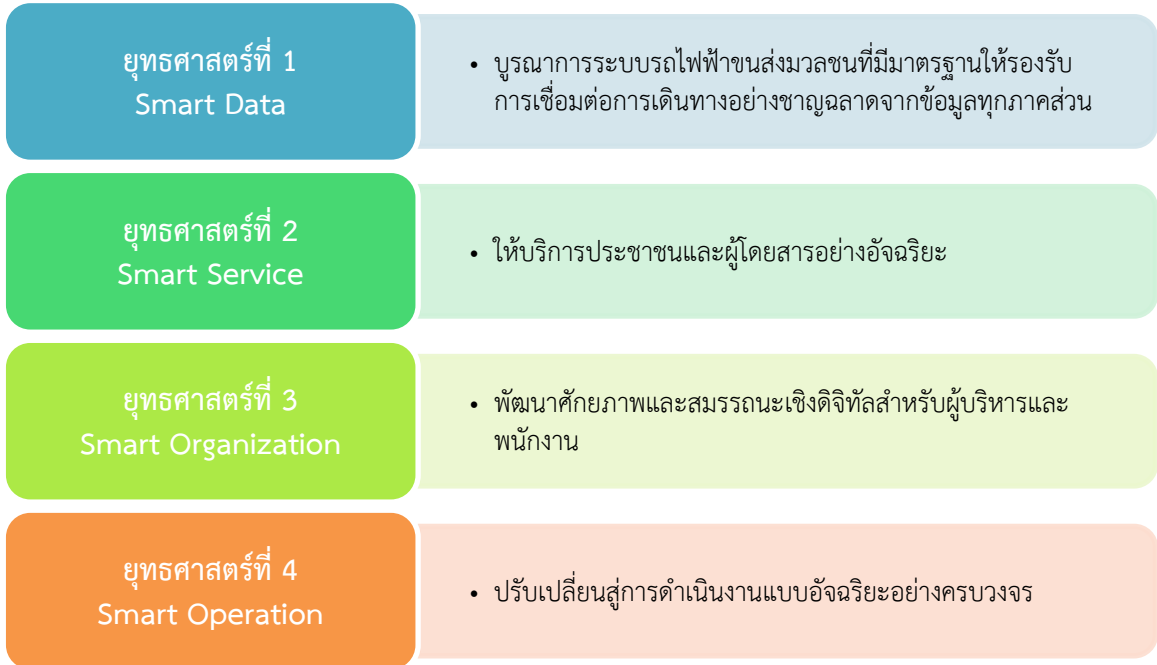 ยุทธศาสตร์ที่ 1
Smart Data
• บูรณาการระบบรถไฟฟ้าขนส่งมวลชนที่มีมาตรฐานให้รองรับ
การเชื่อมต่อการเดินทางอย่างชาญฉลาดจากข้อมูลทุกภาคส่วน
ยุทธศาสตร์ที่ 2
Smart Service
• ให้บริการประชาชนและผู้โดยสารอย่างอัจฉริยะ
ยุทธศาสตร์ที่ 3
Smart Organization
• พัฒนาศักยภาพและสมรรถนะเชิงดิจิทัลสำหรับผู้บริหารและ
พนักงาน
ยุทธศาสตร์ที่ 4
Smart Operation
• ปรับเปลี่ยนสู่การดำเนินงานแบบอัจฉริยะอย่างครบวงจร